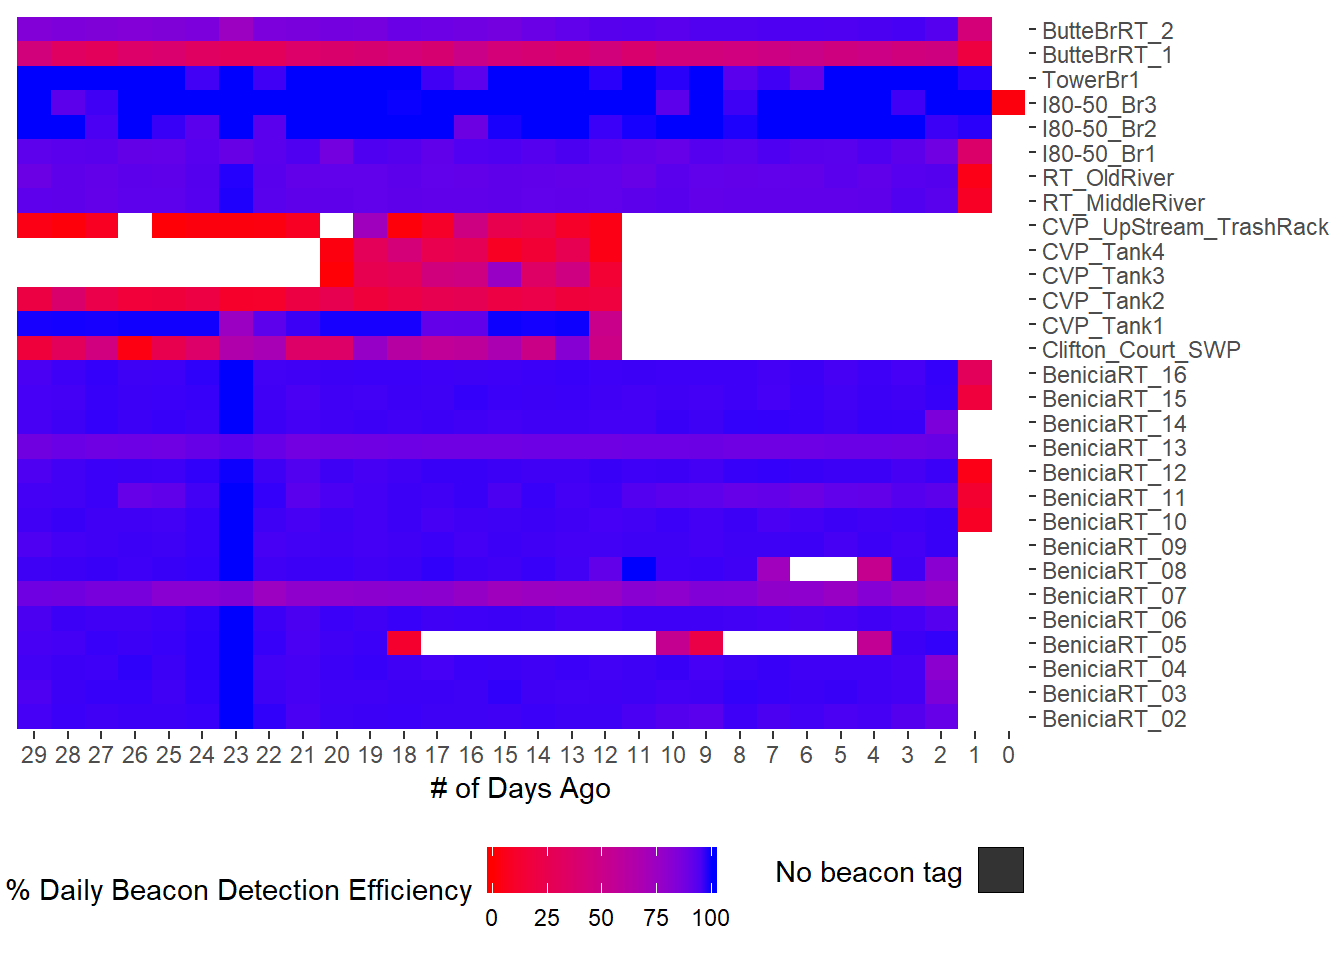 ButteBrRT_2
ButteBrRT_1
TowerBr1
I80-50_Br3
I80-50_Br2
I80-50_Br1
RT_OldRiver
RT_MiddleRiver
CVP_UpStream_TrashRack
CVP_Tank4
CVP_Tank3
CVP_Tank2
CVP_Tank1
Clifton_Court_SWP
BeniciaRT_16
BeniciaRT_15
BeniciaRT_14
BeniciaRT_13
BeniciaRT_12
BeniciaRT_11
BeniciaRT_10
BeniciaRT_09
BeniciaRT_08
BeniciaRT_07
BeniciaRT_06
BeniciaRT_05
BeniciaRT_04
BeniciaRT_03
BeniciaRT_02
29 28 27 26 25 24 23 22 21 20 19 18 17 16 15 14 13 12 11 10 9 8 7 6 5 4 3 2 1 0
# of Days Ago
% Daily Beacon Detection Efficiency
0 25 50 75 100
No beacon tag